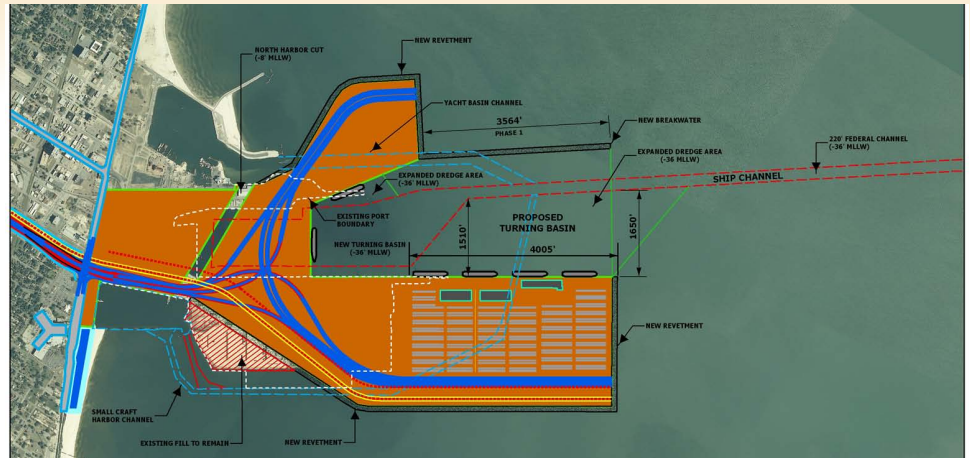 NEW REVETMENT
NORTH HARBOR CUT
(-8' MLLW)
YACHT BASIN CHANNEL
3564'
PHASE 1
NEW BREAKWATER
220' FEDERAL CHANNEL
(-36' MLLW)
EXPANDED DREDGE AREA
(-36 MLLW)
EXPANDED DREDGE AREA
(-36' MLLW)
SHIP CHANNEL
EXISTING PORT
BOUNDARY
PROPOSED
TURNING BASIN
1510'
1650'
NEW TURNING BASIN
(-36' MLLW)
4005'
NEW REVETMENT
SMALL CRAFT
HARBOR CHANNEL
EXISTING FILL TO REMAIN
NEW REVETMENT